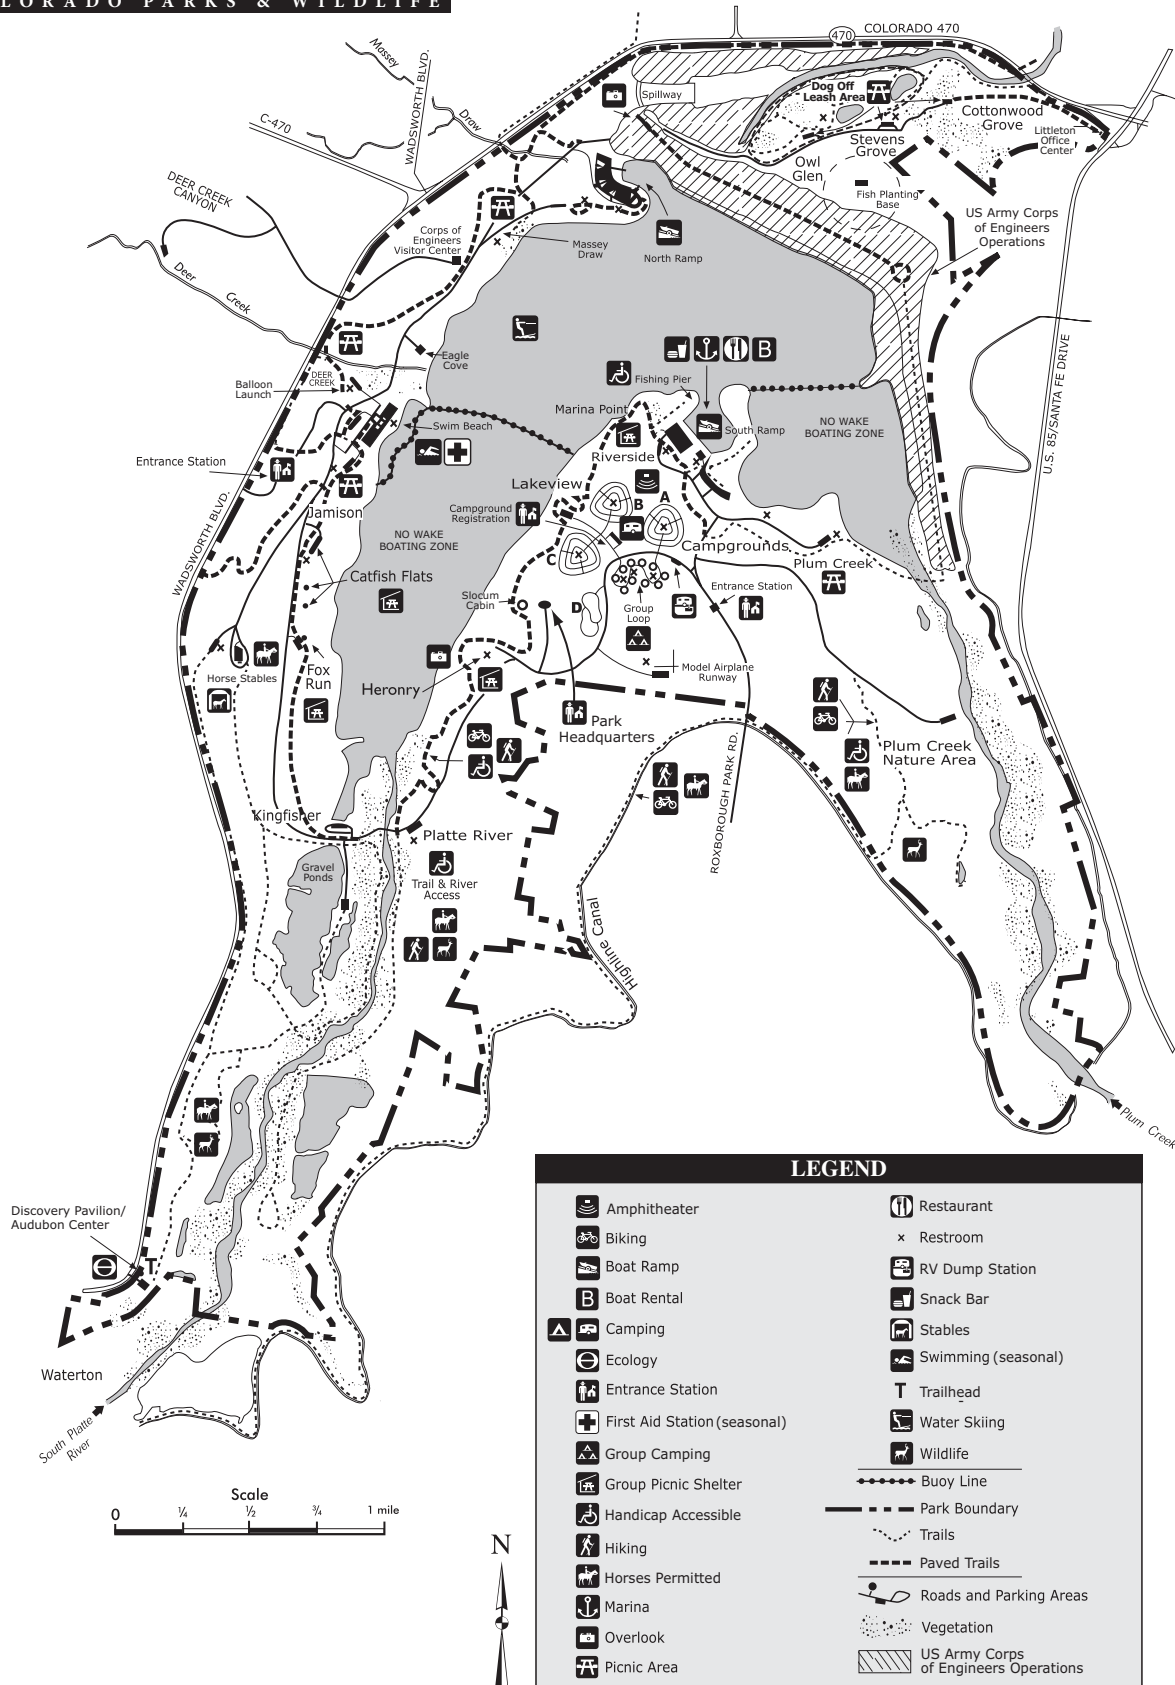 LORADO PARKS & WILDLIFE
470
COLORADO 470
Massey
Draw
WADSWORTH BLVD.
C-470
Spillway
Dog Off
Leash Area
Cottonwood
Grove
Littleton
Office
Center
Stevens
Grove
Owl
Glen
Fish Planting
Base
US Army Corps
of Engineers
Operations
DEER CREEK
CANYON
Corps of
Engineers
Visitor Center
Massey
Draw
North Ramp
Deer
Creek
Eagle
Cove
DEER
CREEK
Balloon
Launch
B
Fishing Pier
Marina Point
South Ramp
NO WAKE
BOATING ZONE
U.S. 85/SANTA FE DRIVE
Swim Beach
Riverside
Entrance Station
Lakeview
A
B
Campground
Registration
Jamison
WADSWORTH BLVD.
NO WAKE
BOATING ZONE
C
Campgrounds
Plum Creek
Catfish Flats
Slocum
Cabin
D
Group
Loop
Entrance Station
Horse Stables
Fox
Run
Heronry
Model Airplane
Runway
Park
Headquarters
ROXBOROUGH PARK RD.
Plum Creek
Nature Area
Kingfisher
Platte River
Trail & River
Access
Gravel
Ponds
Highline Canal
Plum Creek
Discovery Pavilion/
Audubon Center
T
Waterton
South Platte
River
Scale
0
1/4
1/2
3/4
1 mile
N
LEGEND
Amphitheater
Biking
Boat Ramp
B Boat Rental
Camping
Ecology
Entrance Station
First Aid Station (seasonal)
Group Camping
Group Picnic Shelter
Handicap Accessible
Hiking
Horses Permitted
Marina
Overlook
Picnic Area
Restaurant
x Restroom
RV Dump Station
Snack Bar
Stables
Swimming (seasonal)
T Trailhead
Water Skiing
Wildlife
Buoy Line
Park Boundary
Trails
Paved Trails
Roads and Parking Areas
Vegetation
US Army Corps
of Engineers Operations